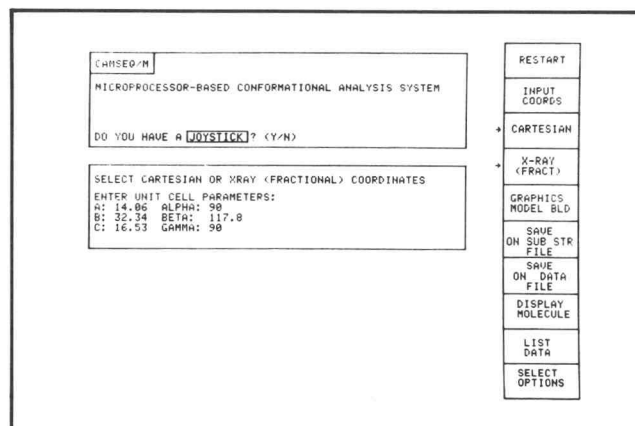 CAMSEQ/M
MICROPROCESSOR-BASED CONFORMATIONAL ANALYSIS SYSTEM
DO YOU HAVE A JOYSTICK? (Y/N)
SELECT CARTESIAN OR XRAY (FRACTIONAL) COORDINATES
ENTER UNIT CELL PARAMETERS:
A: 14.06 ALPHA: 90
B: 32.34 BETA: 117.8
C: 16.53 GAMMA: 90
RESTART
INPUT
COORDS
→ CARTESIAN
→ X-RAY
(FRACT)
GRAPHICS
MODEL BLD
SAVE
ON SUB STR
FILE
SAVE
ON DATA
FILE
DISPLAY
MOLECULE
LIST
DATA
SELECT
OPTIONS